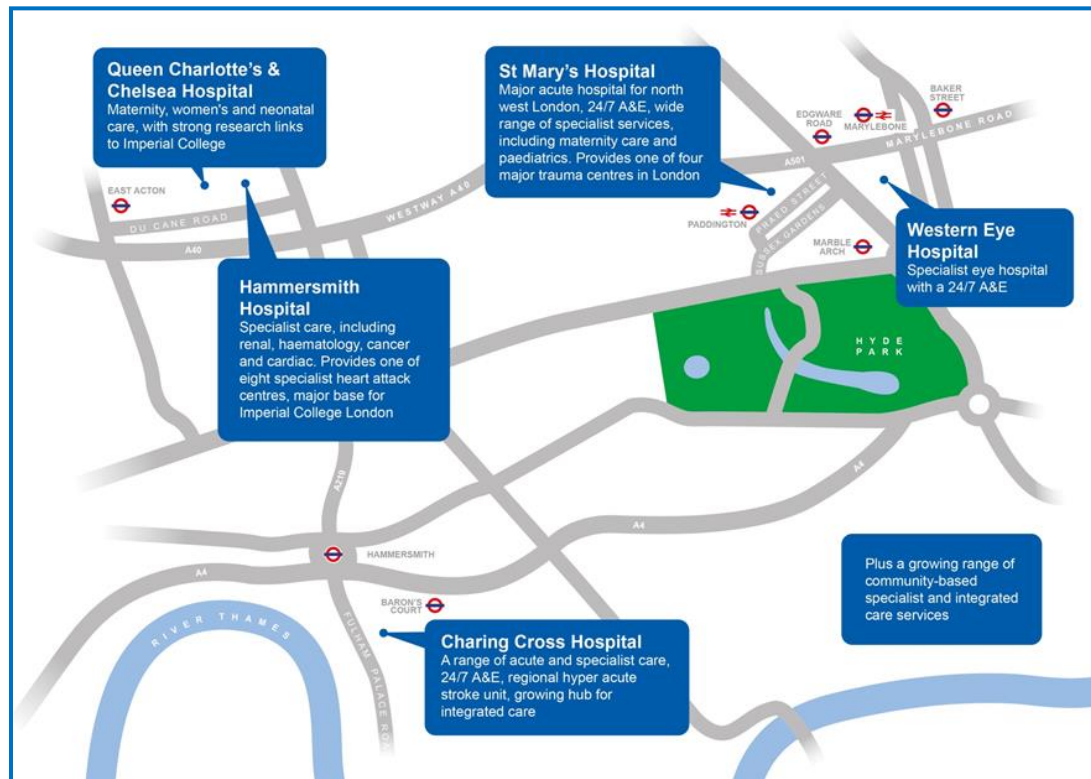 Queen Charlotte's &
Chelsea Hospital
Maternity, women's and neonatal
care, with strong research links
to Imperial College
St Mary's Hospital
Major acute hospital for north
west London, 24/7 A&E, wide
range of specialist services,
including maternity care and
paediatrics. Provides one of four
major trauma centres in London
BAKER
STREET
EDGWARE
ROAD
MARYLEBONE
MARYLEBONE ROAD
A501
EAST ACTON
DU CANE ROAD
A40
WESTWAY A40
PADDINGTON
PRAED STREET
SUSSEX GARDENS
MARBLE
ARCH
Western Eye
Hospital
Specialist eye hospital
with a 24/7 A&E
Hammersmith
Hospital
Specialist care, including
renal, haematology, cancer
and cardiac. Provides one of
eight specialist heart attack
centres, major base for
Imperial College London
HYDE
PARK
A210
A4
A4
HAMMERSMITH
A4
BARON'S
COURT
RIVER THAMES
FULHAM PALACE RO
Charing Cross Hospital
A range of acute and specialist care,
24/7 A&E, regional hyper acute
stroke unit, growing hub for
integrated care
Plus a growing range of
community-based
specialist and integrated
care services